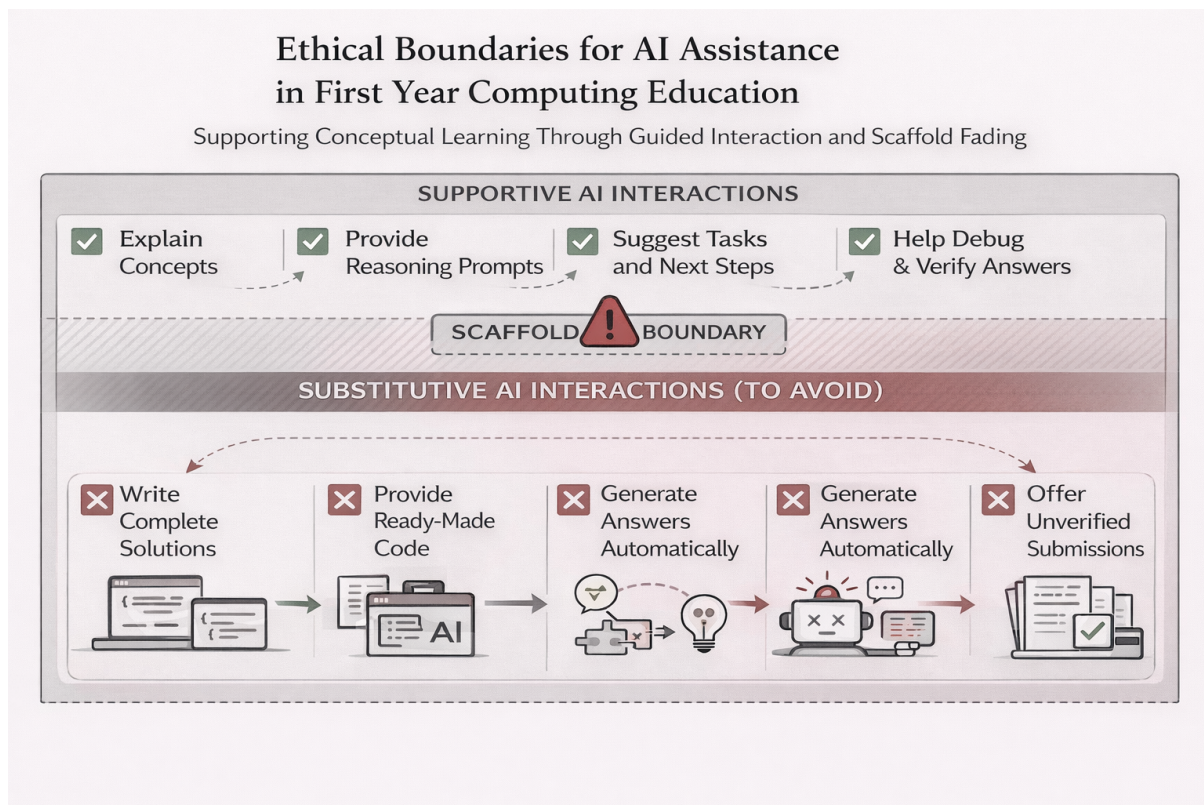 Ethical Boundaries for AI Assistance
in First Year Computing Education
Supporting Conceptual Learning Through Guided Interaction and Scaffold Fading
SUPPORTIVE AI INTERACTIONS
Explain
Concepts
Provide
Reasoning Prompts
Suggest Tasks
and Next Steps
Help Debug
& Verify Answers
SCAFFOLD BOUNDARY
SUBSTITUTIVE AI INTERACTIONS (TO AVOID)
Write
Complete
Solutions
Provide
Ready-Made
Code
Generate
Answers
Automatically
Generate
Answers
Automatically
Offer
Unverified
Submissions
AI